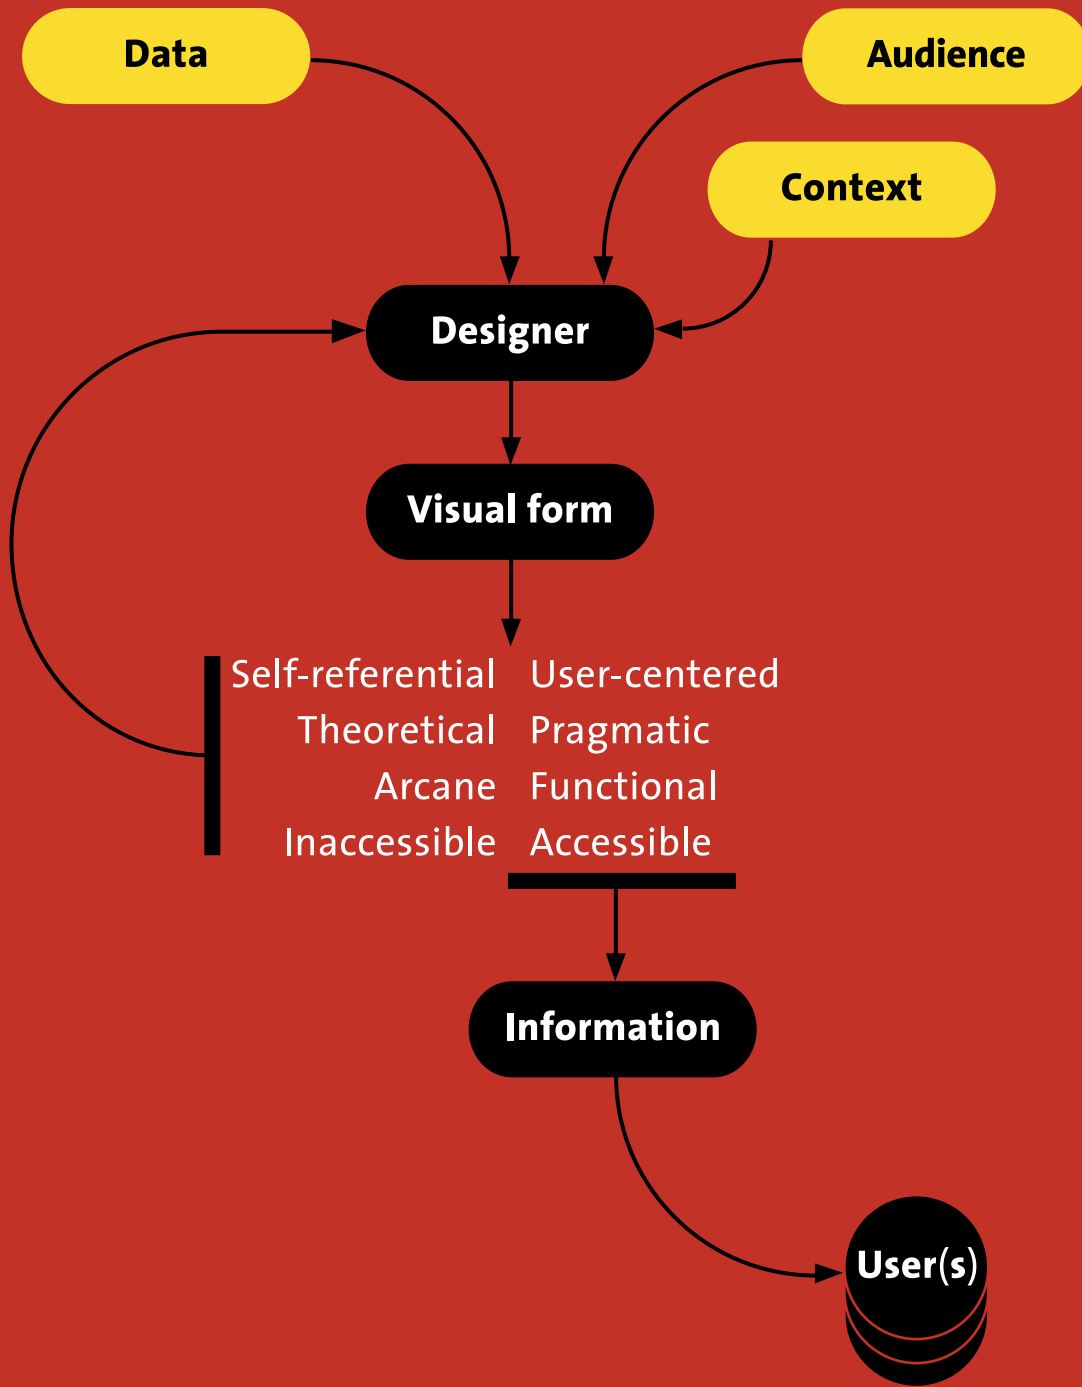 Data
Audience
Context
Designer
Visual form
Self-referential User-centered
Theoretical Pragmatic
Arcane Functional
Inaccessible Accessible
Information
User(s)